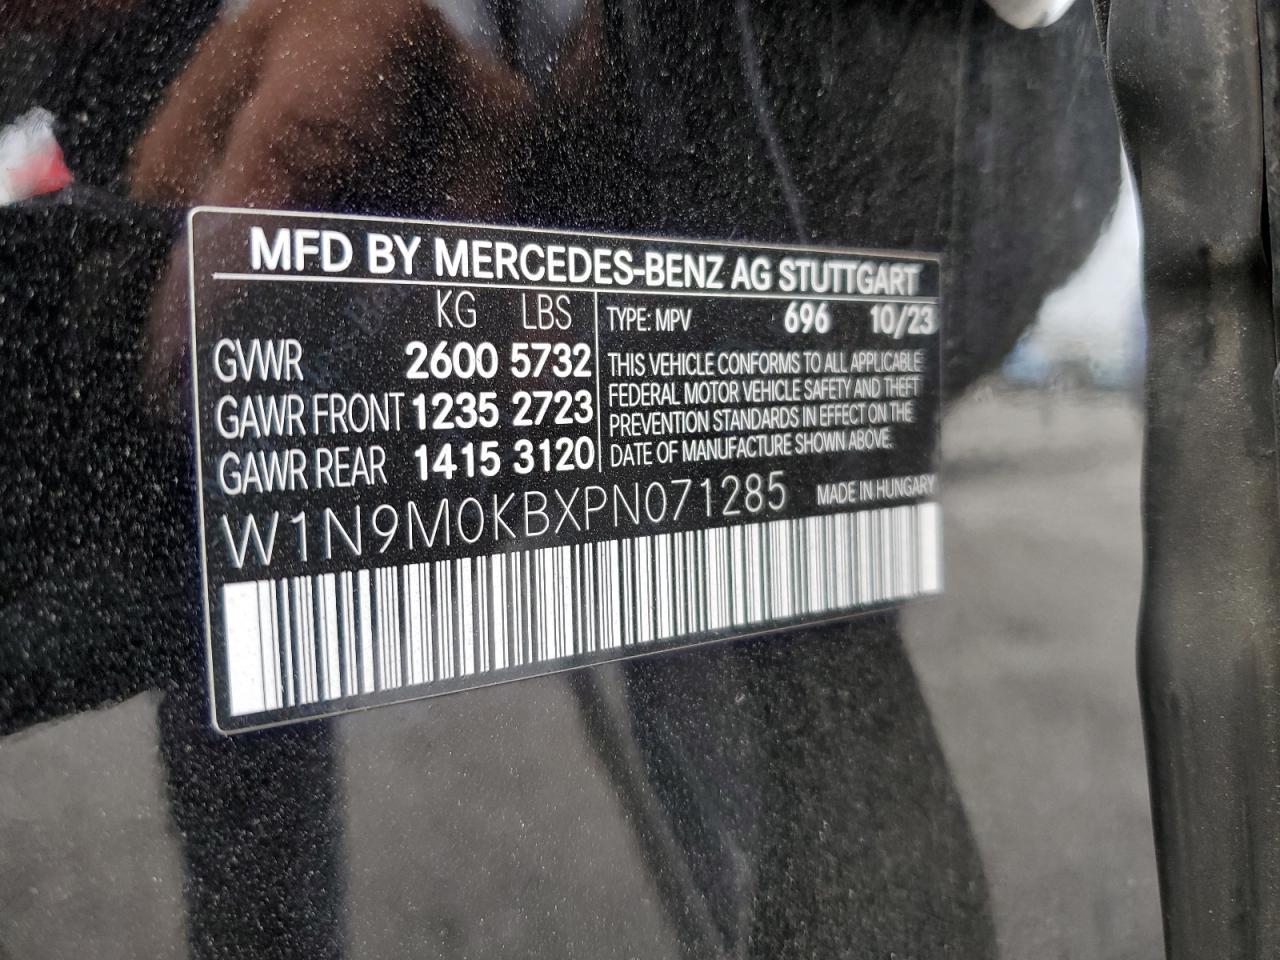 MFD BY MERCEDES-BENZ AG STUTTGART
KG LBS
GVWR 2600 5732
GAWR FRONT 1235 2723
GAWR REAR 1415 3120
TYPE: MPV 696 10/23
THIS VEHICLE CONFORMS TO ALL APPLICABLE
FEDERAL MOTOR VEHICLE SAFETY AND THEFT
PREVENTION STANDARDS IN EFFECT ON THE
DATE OF MANUFACTURE SHOWN ABOVE.
W1N9M0KBXPN071285 MADE IN HUNGARY